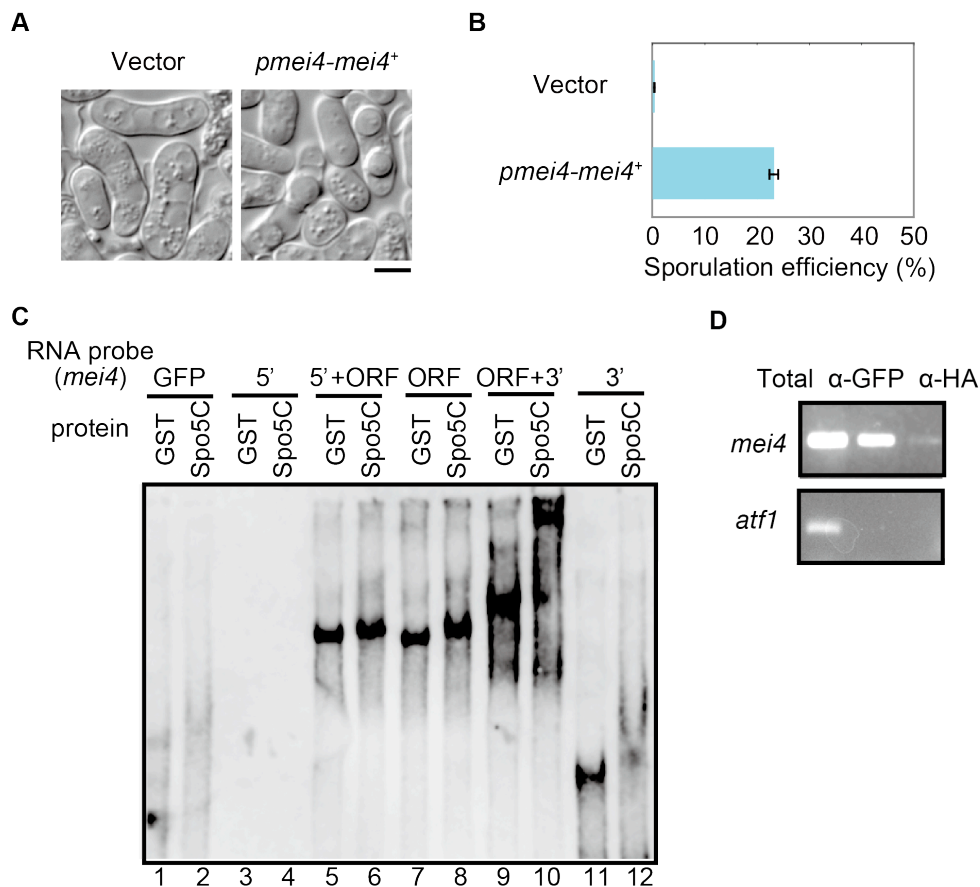 A
Vector
pmei4-mei4+
B
Vector
pmei4-mei4+
0 10 20 30 40 50
Sporulation efficiency (%)
C
RNA probe
(mei4)
GFP 5’ 5’+ORF ORF ORF+3’ 3’
protein
GST Spo5C GST Spo5C GST Spo5C GST Spo5C GST Spo5C GST Spo5C
1 2 3 4 5 6 7 8 9 10 11 12
D
Total α-GFP α-HA
mei4
atf1